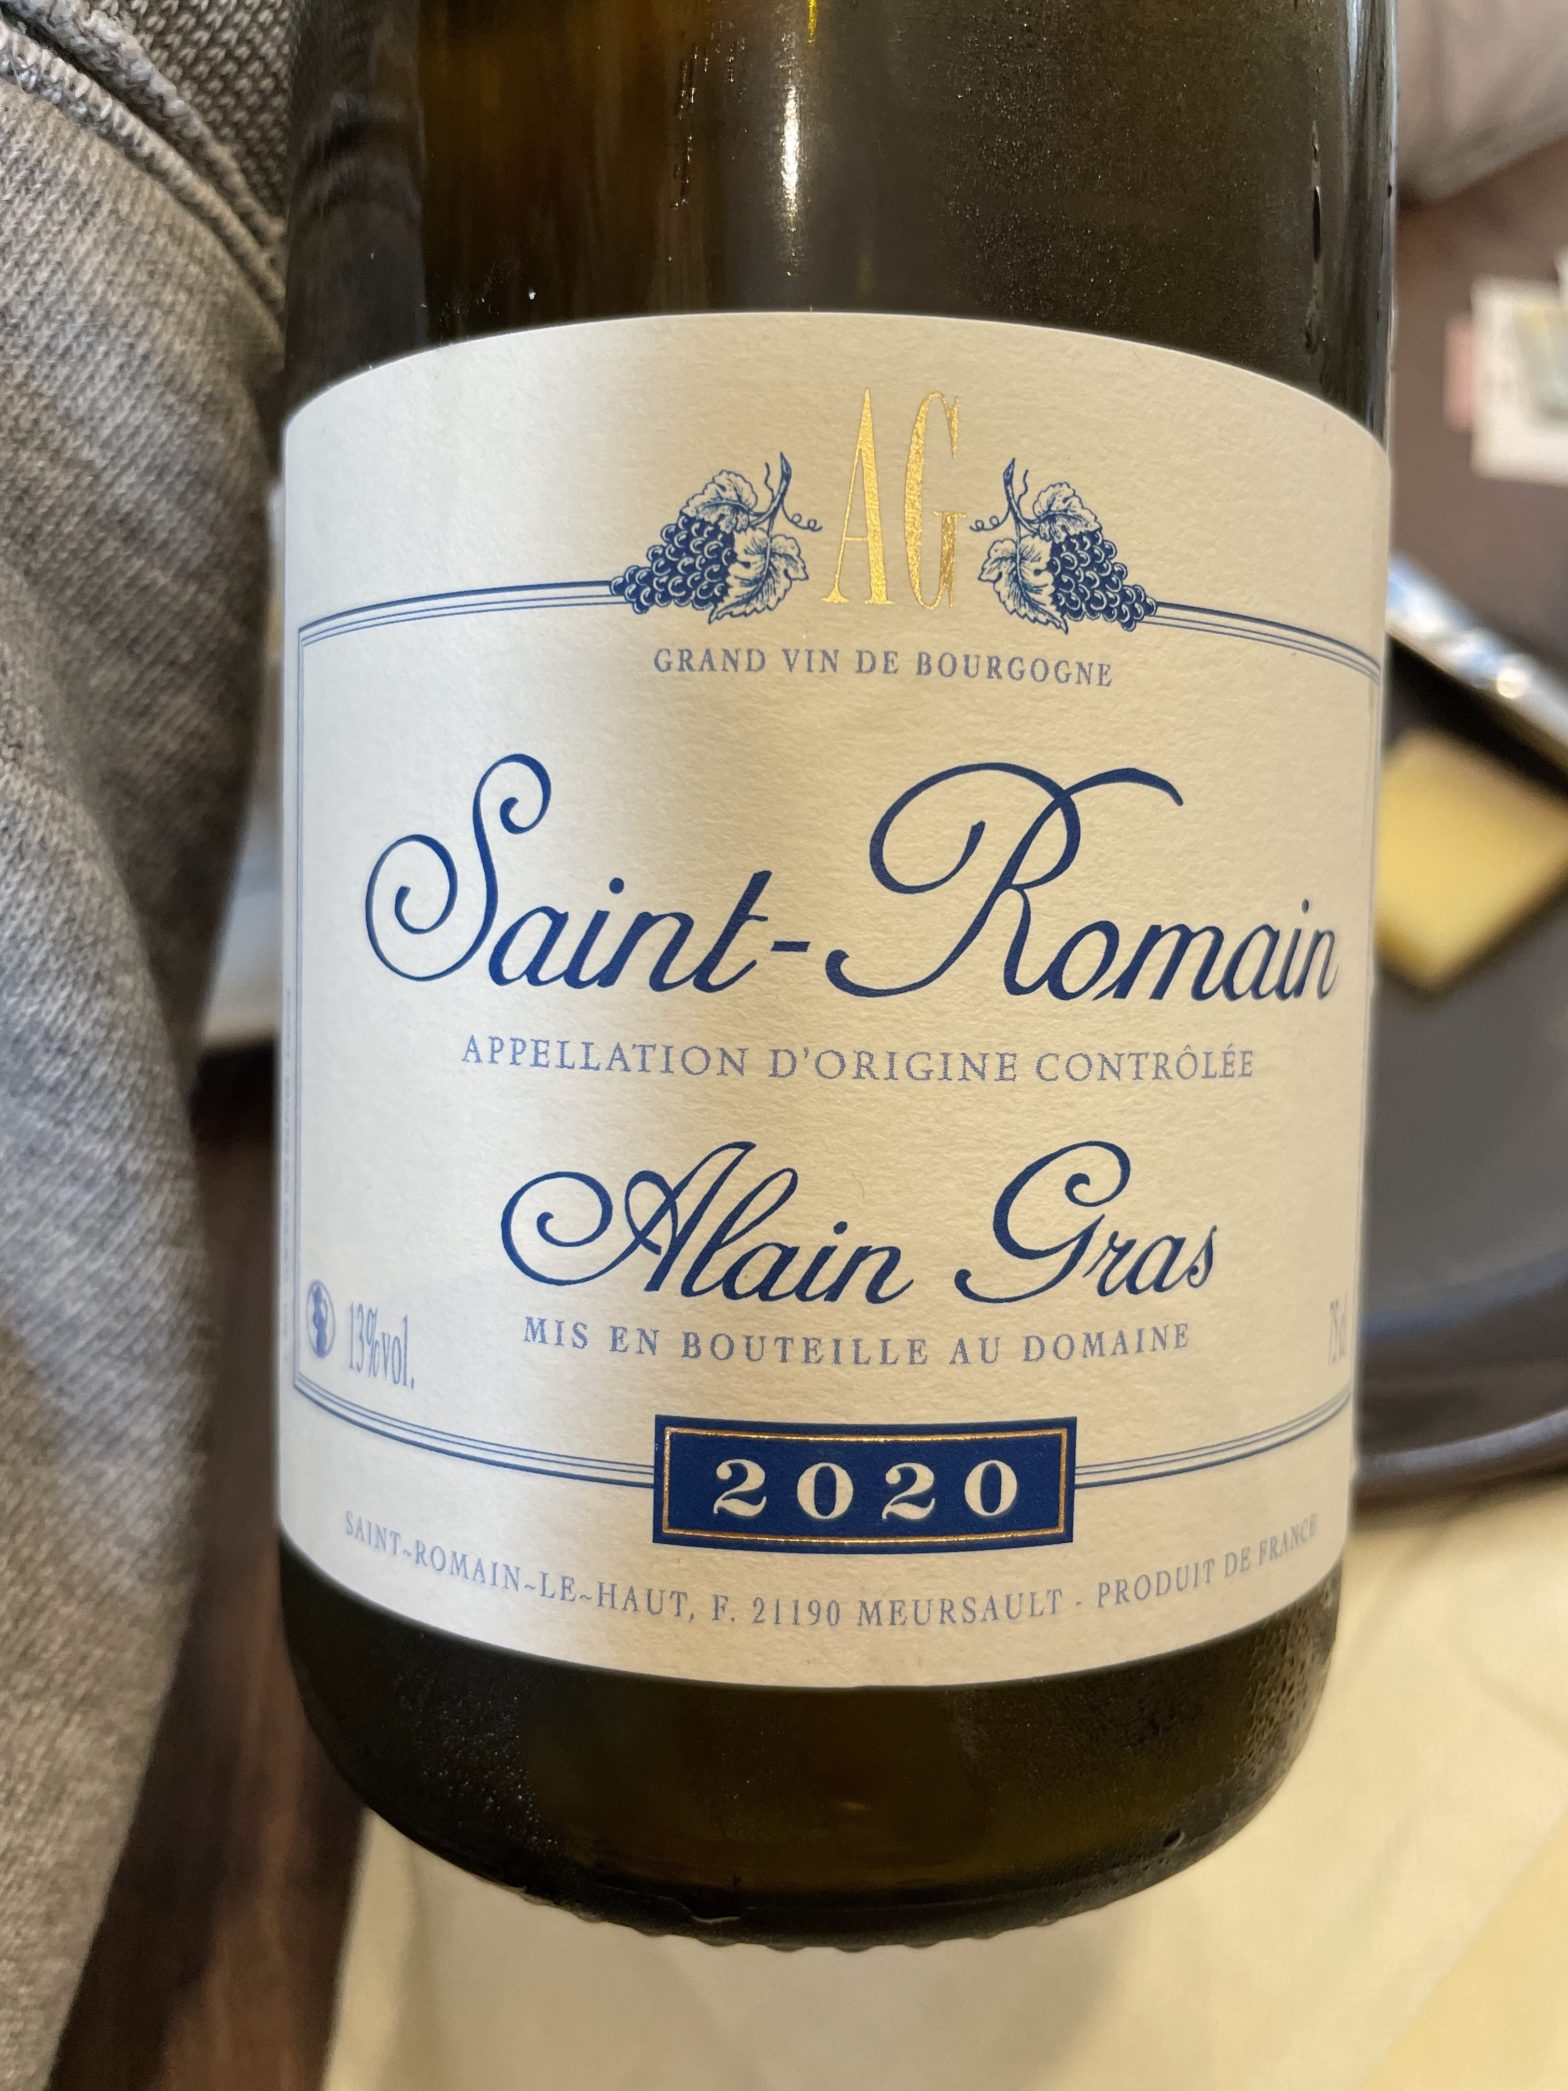 AG
GRAND VIN DE BOURGOGNE
Saint-Romain
APPELLATION D'ORIGINE CONTRÔLÉE
Alain Gras
MIS EN BOUTEILLE AU DOMAINE
13%vol.
2020
SAINT~ROMAIN~LE~HAUT, F. 21190 MEURSAULT - PRODUIT DE FRANCE